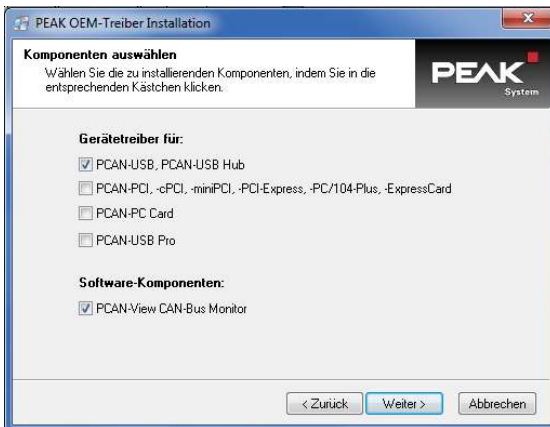 PEAK OEM-Treiber Installation
Komponenten auswählen
Wählen Sie die zu installierenden Komponenten, indem Sie in die
entsprechenden Kästchen klicken.
PEAK
System
Gerätetreiber für:
PCAN-USB, PCAN-USB Hub
PCAN-PCI, -cPCI, -miniPCI, -PCI-Express, -PC/104-Plus, -ExpressCard
PCAN-PC Card
PCAN-USB Pro
Software-Komponenten:
PCAN-View CAN-Bus Monitor
< Zurück
Weiter >
Abbrechen